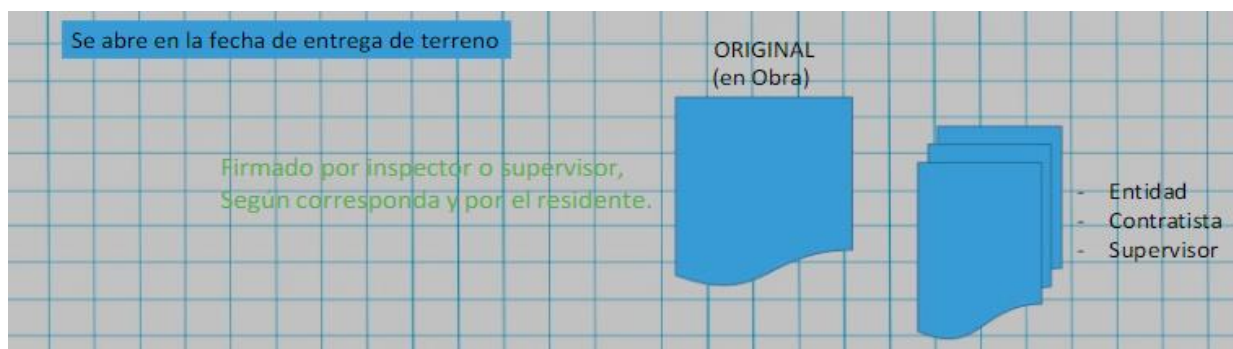 Se abre en la fecha de entrega de terreno
ORIGINAL
(en Obra)
Firmado por inspector o supervisor,
Según corresponda y por el residente.
- Entidad
- Contratista
- Supervisor